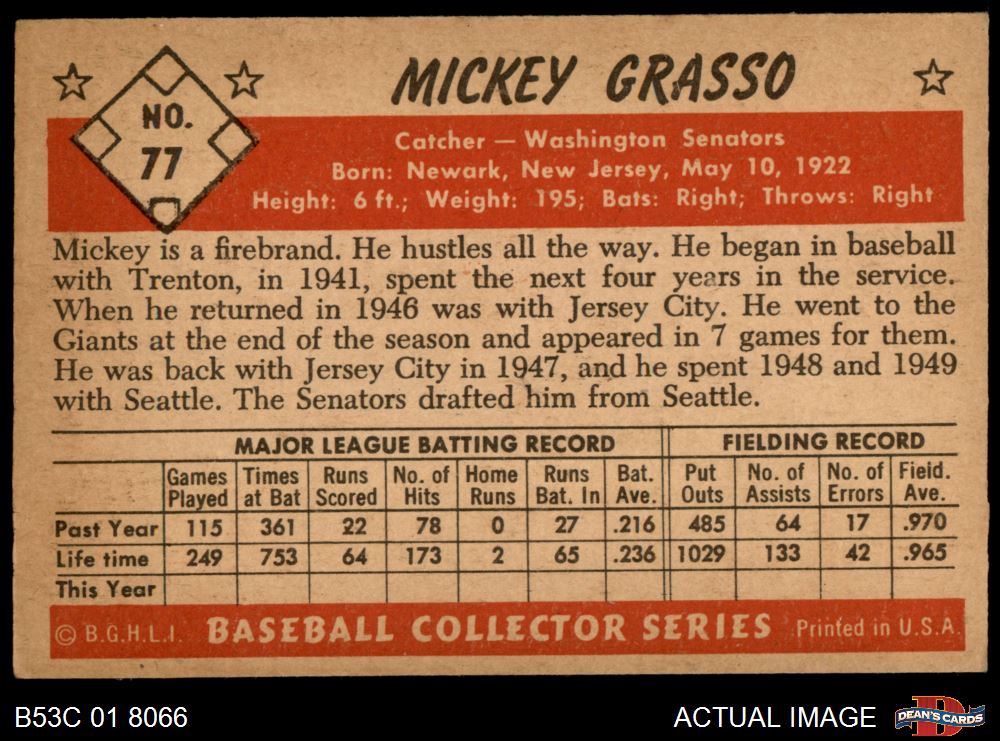 MICKEY GRASSO
NO.
77
Catcher — Washington Senators
Born: Newark, New Jersey, May 10, 1922
Height: 6 ft.; Weight: 195; Bats: Right; Throws: Right
Mickey is a firebrand. He hustles all the way. He began in baseball
with Trenton, in 1941, spent the next four years in the service.
When he returned in 1946 was with Jersey City. He went to the
Giants at the end of the season and appeared in 7 games for them.
He was back with Jersey City in 1947, and he spent 1948 and 1949
with Seattle. The Senators drafted him from Seattle.
MAJOR LEAGUE BATTING RECORD FIELDING RECORD
Games Times Runs No. of Home Runs Bat. Put No. of No. of Field.
Played at Bat Scored Hits Runs Bat. In Ave. Outs Assists Errors Ave.
Past Year 115 361 22 78 0 27 .216 485 64 17 .970
Life time 249 753 64 173 2 65 .236 1029 133 42 .965
This Year
© B.G.H.L.I. BASEBALL COLLECTOR SERIES Printed in U.S.A.
B53C 01 8066 ACTUAL IMAGE DEAN'S CARDS